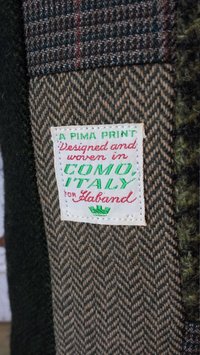 A PIMA PRINT
Designed and
woven in
COMO,
ITALY
FOR Haband